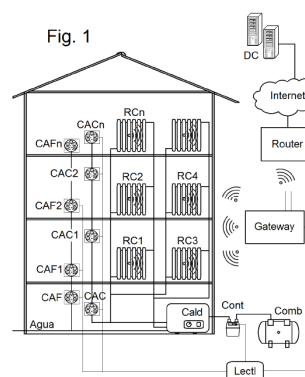 Fig. 1
DC
Internet
Router
Gateway
RCn
CACn
CAFn
CAC2
RC2
RC4
CAF2
CAC1
RC1
RC3
CAF1
CAF
CAC
Cald
Cont
Comb
Agua
Lectl